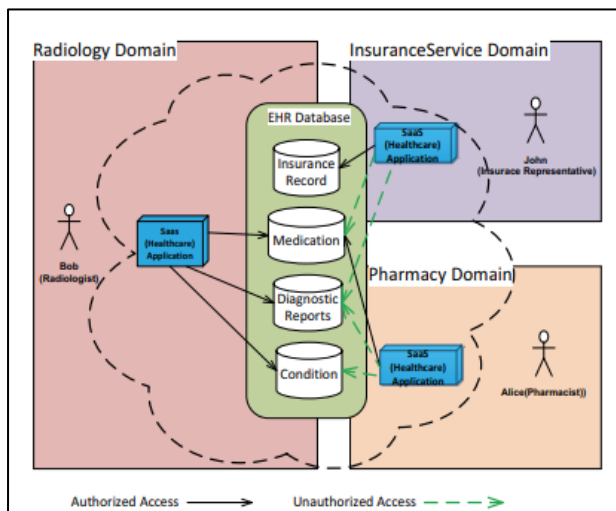 Radiology Domain
InsuranceService Domain
EHR Database
SaaS
(Healthcare)
Application
Insurance
Record
John
(Insurace Representative)
Saas
(Healthcare)
Application
Medication
Bob
(Radiologist)
Pharmacy Domain
Diagnostic
Reports
SaaS
(Healthcare)
Application
Condition
Alice(Pharmacist))
Authorized Access
Unauthorized Access